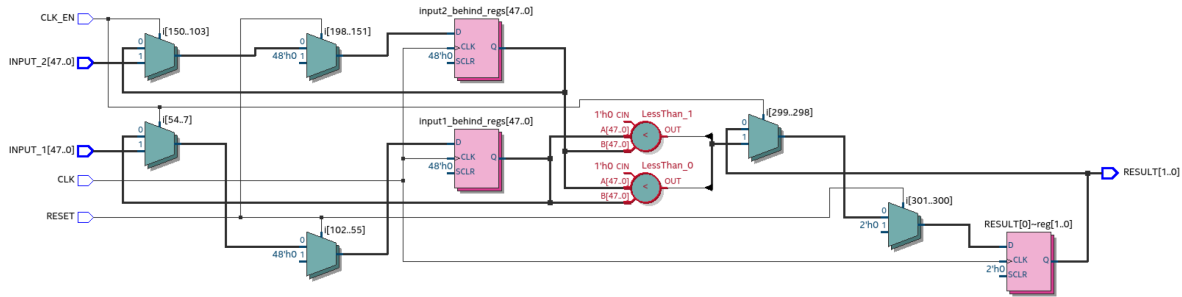 input2_behind_regs[47..0]
CLK_EN
i[150..103]
i[198..151]
0
1
0
1
48'h0
D
CLK
SCLR
Q
48'h0
INPUT_2[47..0]
i[54..7]
0
1
input1_behind_regs[47..0]
D
CLK
SCLR
Q
48'h0
1'h0 CIN
LessThan_1
A[47..0]
B[47..0]
<
OUT
i[299..298]
0
1
INPUT_1[47..0]
1'h0 CIN
LessThan_0
A[47..0]
B[47..0]
<
OUT
RESULT[1..0]
CLK
RESET
i[102..55]
0
1
48'h0
i[301..300]
0
1
2'h0
RESULT[0]~reg[1..0]
D
CLK
SCLR
Q
2'h0